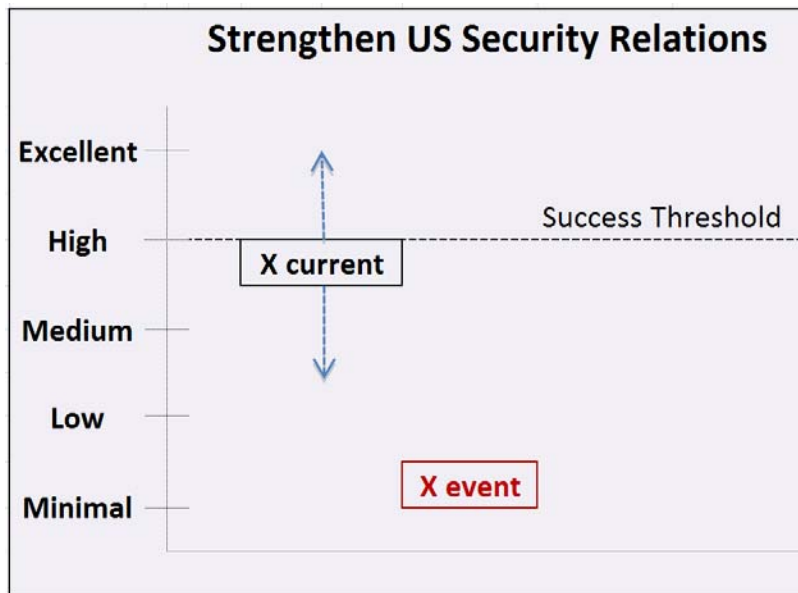 Strengthen US Security Relations
Excellent
Success Threshold
High
X current
Medium
Low
X event
Minimal